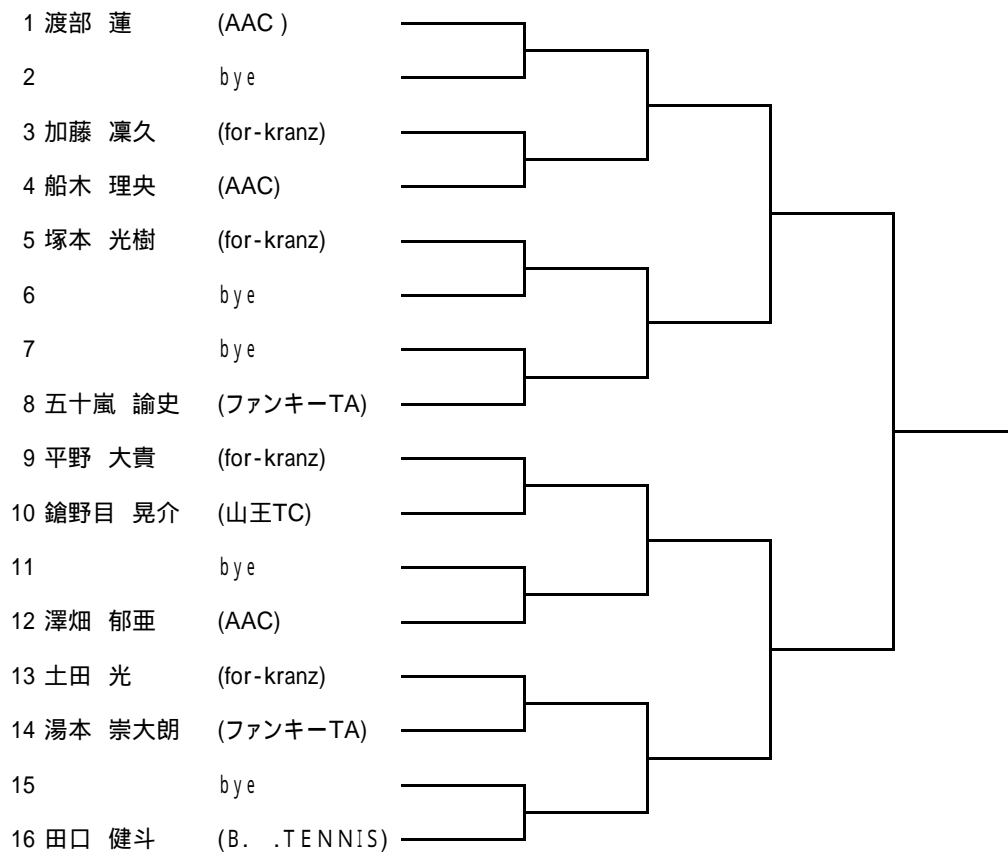 1 渡部 蓮 (AAC )
2 bye
3 加藤 凜久 (for-kranz)
4 船木 理央 (AAC)
5 塚本 光樹 (for-kranz)
6 bye
7 bye
8 五十嵐 諭史 (ファンキーTA)
9 平野 大貴 (for-kranz)
10 鎗野目 晃介 (山王TC)
11 bye
12 澤畑 郁亜 (AAC)
13 土田 光 (for-kranz)
14 湯本 崇大朗 (ファンキーTA)
15 bye
16 田口 健斗 (B. .TENNIS)